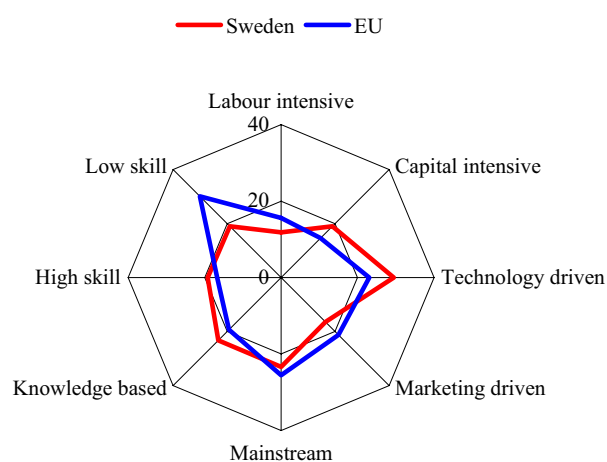 Sweden EU
Labour intensive
40
Low skill Capital intensive
20
High skill 0 Technology driven
Knowledge based Marketing driven
Mainstream